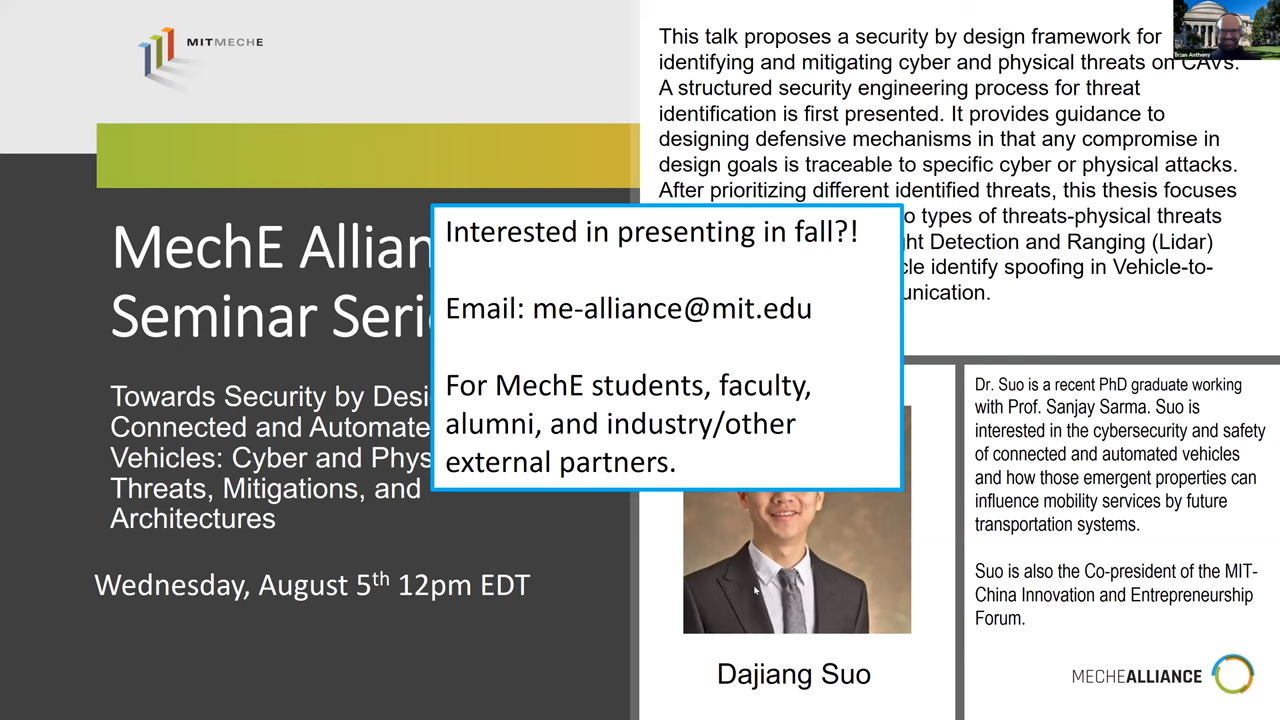 MITMECHE
MechE Allian
Seminar Seri
Towards Security by Desi
Connected and Automate
Vehicles: Cyber and Phys
Threats, Mitigations, and
Architectures
Wednesday, August 5th 12pm EDT
This talk proposes a security by design framework for
identifying and mitigating cyber and physical threats on CAVs.
A structured security engineering process for threat
identification is first presented. It provides guidance to
designing defensive mechanisms in that any compromise in
design goals is traceable to specific cyber or physical attacks.
After prioritizing different identified threats, this thesis focuses
o types of threats-physical threats
ht Detection and Ranging (Lidar)
cle identify spoofing in Vehicle-to-
unication.
Brian Anthony
Interested in presenting in fall?!
Email: me-alliance@mit.edu
For MechE students, faculty,
alumni, and industry/other
external partners.
Dajiang Suo
Dr. Suo is a recent PhD graduate working
with Prof. Sanjay Sarma. Suo is
interested in the cybersecurity and safety
of connected and automated vehicles
and how those emergent properties can
influence mobility services by future
transportation systems.
Suo is also the Co-president of the MIT-
China Innovation and Entrepreneurship
Forum.
MECHEALLIANCE